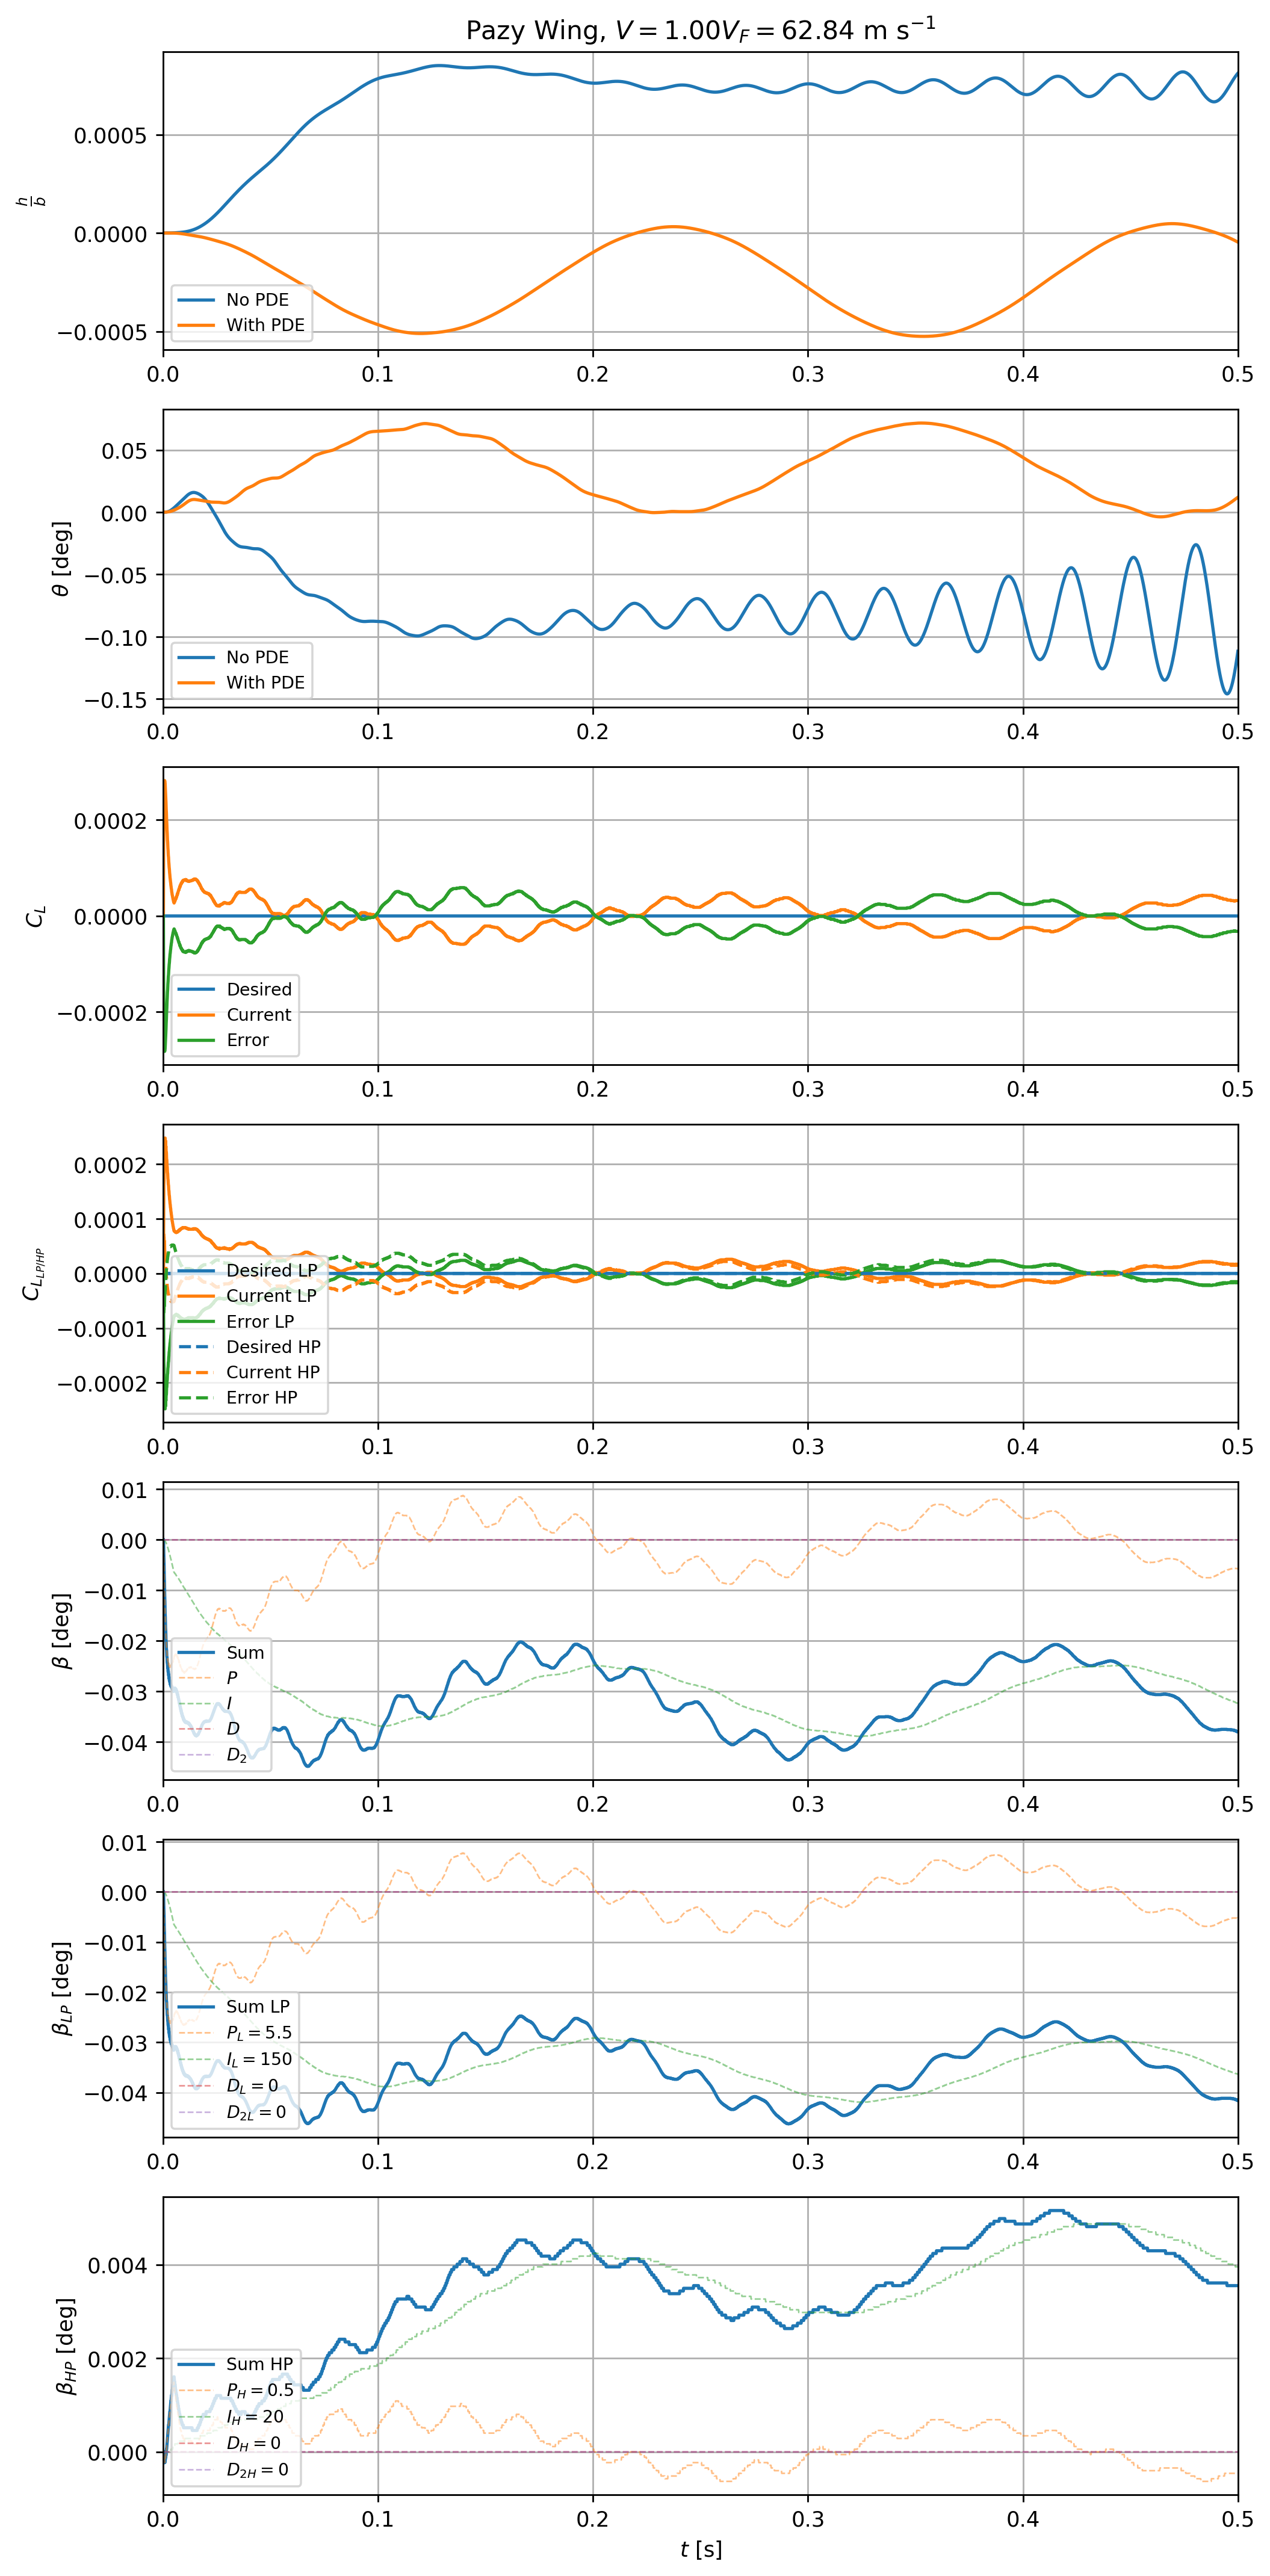 Pazy Wing, V = 1.00V_F = 62.84 m s⁻¹
h/b
0.0005
0.0000
−0.0005
No PDE
With PDE
0.0 0.1 0.2 0.3 0.4 0.5
θ [deg]
0.05
0.00
−0.05
−0.10
−0.15
No PDE
With PDE
0.0 0.1 0.2 0.3 0.4 0.5
C_L
0.0002
0.0000
−0.0002
Desired
Current
Error
0.0 0.1 0.2 0.3 0.4 0.5
C_L_LP/HP
0.0002
0.0001
0.0000
−0.0001
−0.0002
Desired LP
Current LP
Error LP
Desired HP
Current HP
Error HP
0.0 0.1 0.2 0.3 0.4 0.5
β [deg]
0.01
0.00
−0.01
−0.02
−0.03
−0.04
Sum
P
I
D
D₂
0.0 0.1 0.2 0.3 0.4 0.5
β_LP [deg]
0.01
0.00
−0.01
−0.02
−0.03
−0.04
Sum LP
P_L = 5.5
I_L = 150
D_L = 0
D_2L = 0
0.0 0.1 0.2 0.3 0.4 0.5
β_HP [deg]
0.004
0.002
0.000
Sum HP
P_H = 0.5
I_H = 20
D_H = 0
D_2H = 0
0.0 0.1 0.2 0.3 0.4 0.5
t [s]